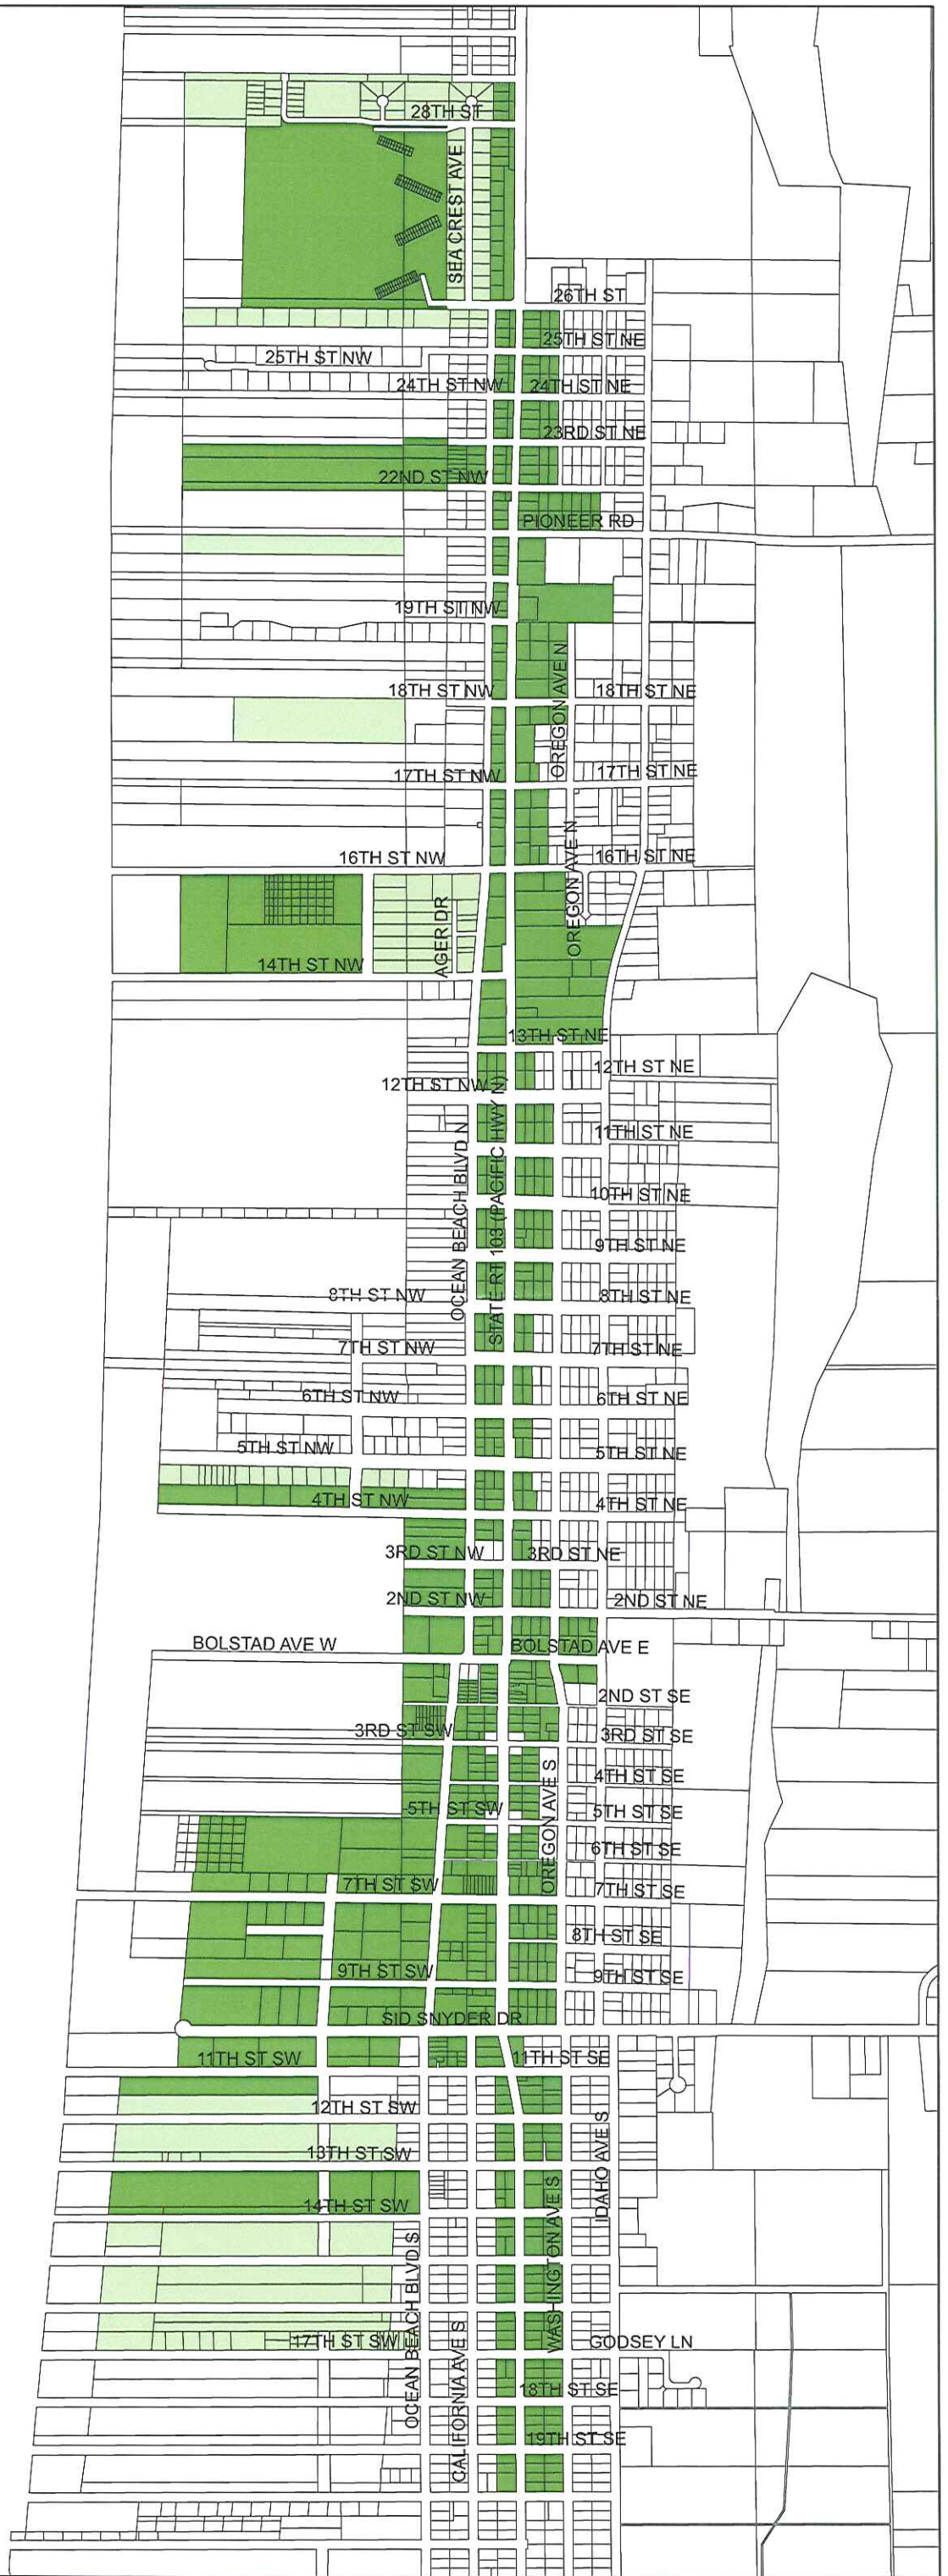 28TH ST
SEA CREST AVE
26TH ST
25TH ST NE
25TH ST NW
24TH ST NW
24TH ST NE
23RD ST NE
22ND ST NW
PIONEER RD
19TH ST NW
OREGON AVE N
18TH ST NW
18TH ST NE
17TH ST NW
17TH ST NE
OREGON AVE N
16TH ST NW
16TH ST NE
AGER DR
14TH ST NW
13TH ST NE
12TH ST NE
12TH ST NW
STATE RT 103 (PACIFIC HWY N)
OCEAN BEACH BLVD N
11TH ST NE
10TH ST NE
9TH ST NE
8TH ST NW
8TH ST NE
7TH ST NW
7TH ST NE
6TH ST NW
6TH ST NE
5TH ST NW
5TH ST NE
4TH ST NW
4TH ST NE
3RD ST NW
3RD ST NE
2ND ST NW
2ND ST NE
BOLSTAD AVE W
BOLSTAD AVE E
2ND ST SE
3RD ST SW
3RD ST SE
OREGON AVE S
4TH ST SE
5TH ST SW
5TH ST SE
6TH ST SE
7TH ST SW
7TH ST SE
8TH ST SE
9TH ST SW
9TH ST SE
SID SNYDER DR
11TH ST SW
11TH ST SE
12TH ST SW
IDAHO AVE S
13TH ST SW
14TH ST SW
WASHINGTON AVE S
OCEAN BEACH BLVD S
CALIFORNIA AVE S
17TH ST SW
GODSEY LN
18TH ST SE
19TH ST SE